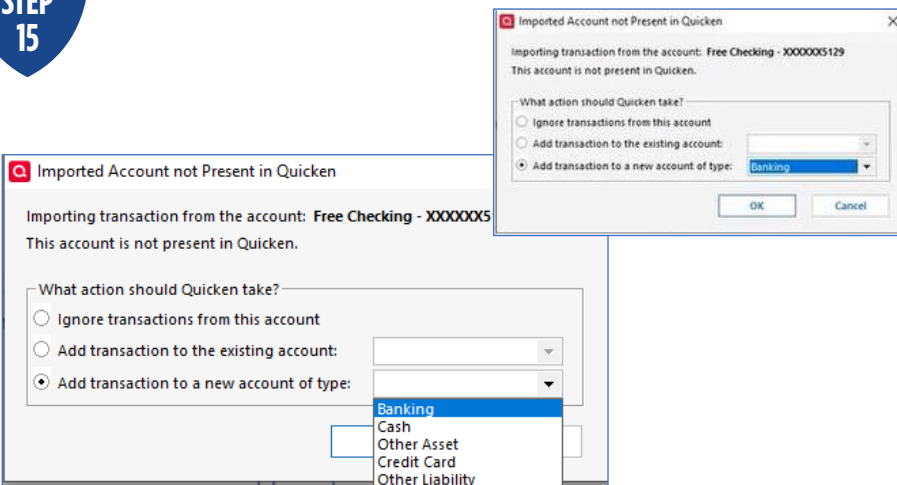 STEP
15
Imported Account not Present in Quicken
Importing transaction from the account: Free Checking - XXXXXX5129
This account is not present in Quicken.
What action should Quicken take?
Ignore transactions from this account
Add transaction to the existing account:
Add transaction to a new account of type: Banking
OK Cancel
Imported Account not Present in Quicken
Importing transaction from the account: Free Checking - XXXXXX5
This account is not present in Quicken.
What action should Quicken take?
Ignore transactions from this account
Add transaction to the existing account:
Add transaction to a new account of type:
Banking
Cash
Other Asset
Credit Card
Other Liability